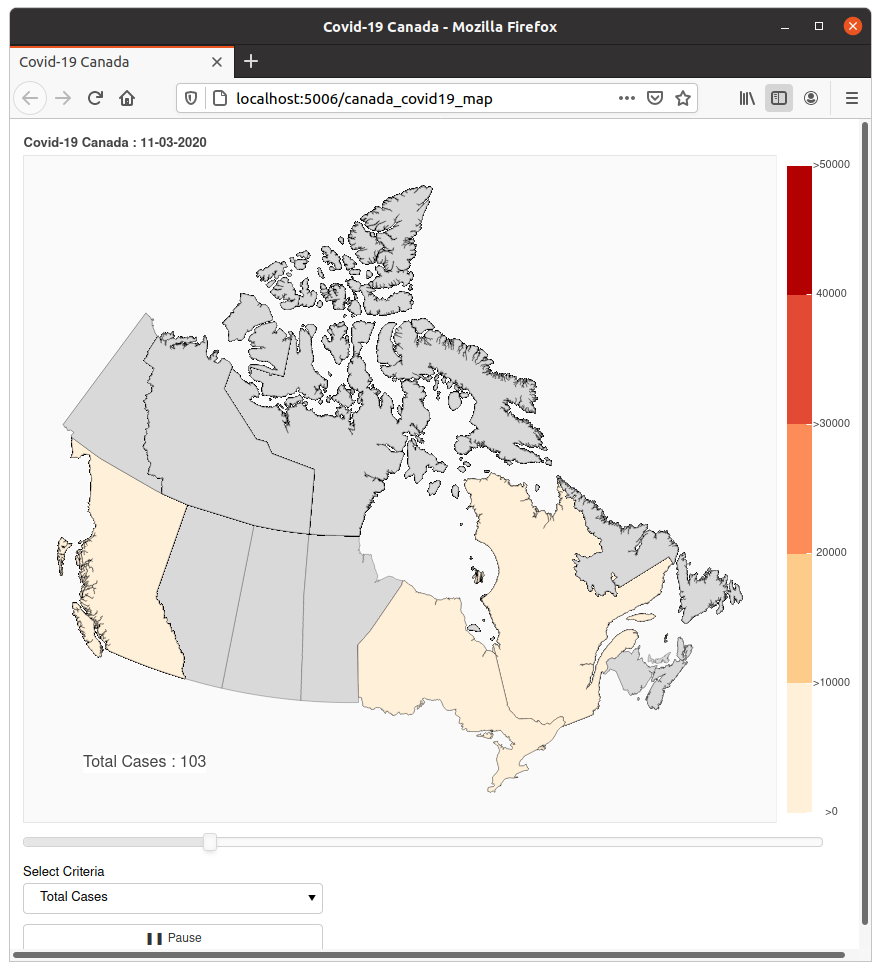 Covid-19 Canada - Mozilla Firefox
Covid-19 Canada
localhost:5006/canada_covid19_map
Covid-19 Canada : 11-03-2020
>50000
40000
>30000
20000
>10000
>0
Total Cases : 103
Select Criteria
Total Cases
Pause